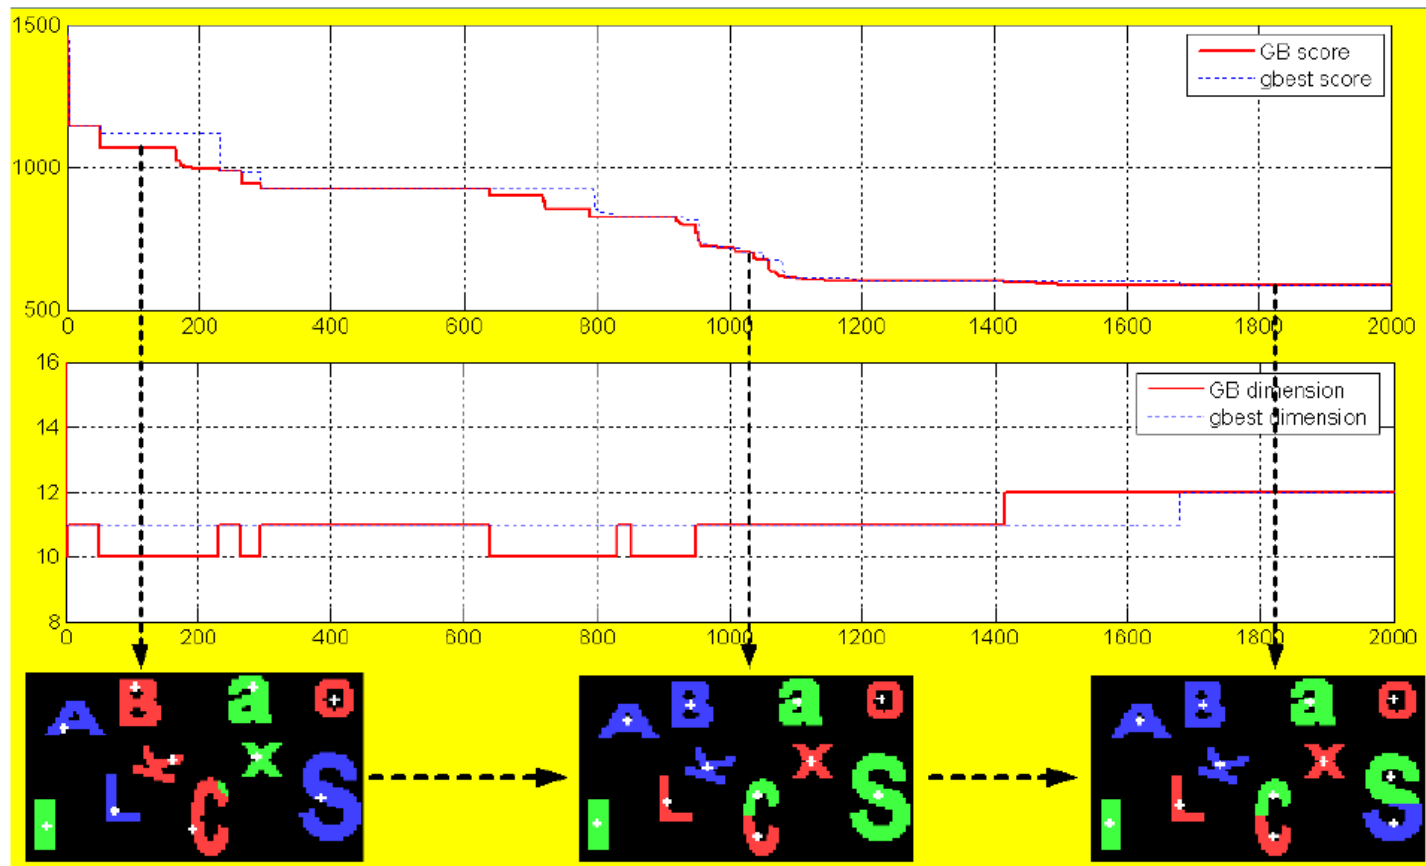 1500
GB score
gbest score
1000
500
0 200 400 600 800 1000 1200 1400 1600 1800 2000
16
GB dimension
gbest dimension
14
12
10
8
0 200 400 600 800 1000 1200 1400 1600 1800 2000
A B a O A B a O A B a O
K X K X K X
L C S L C S L C S
I I I